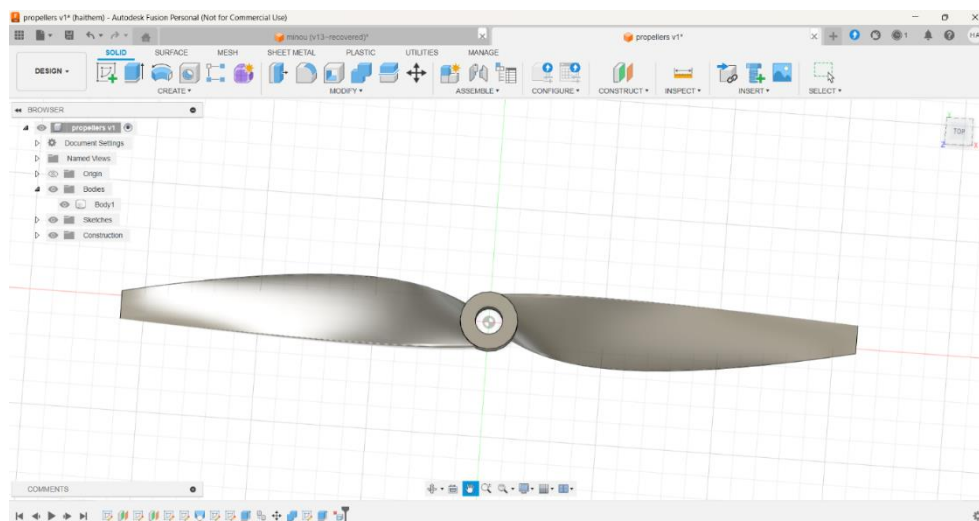 propellers v1* (haithem) - Autodesk Fusion Personal (Not for Commercial Use)
minou (v13~recovered)*
propellers v1*
1
HA
DESIGN
SOLID SURFACE MESH SHEET METAL PLASTIC UTILITIES MANAGE
CREATE MODIFY ASSEMBLE CONFIGURE CONSTRUCT INSPECT INSERT SELECT
BROWSER
propellers v1
Document Settings
Named Views
Origin
Bodies
Body1
Sketches
Construction
TOP
Z
X
COMMENTS